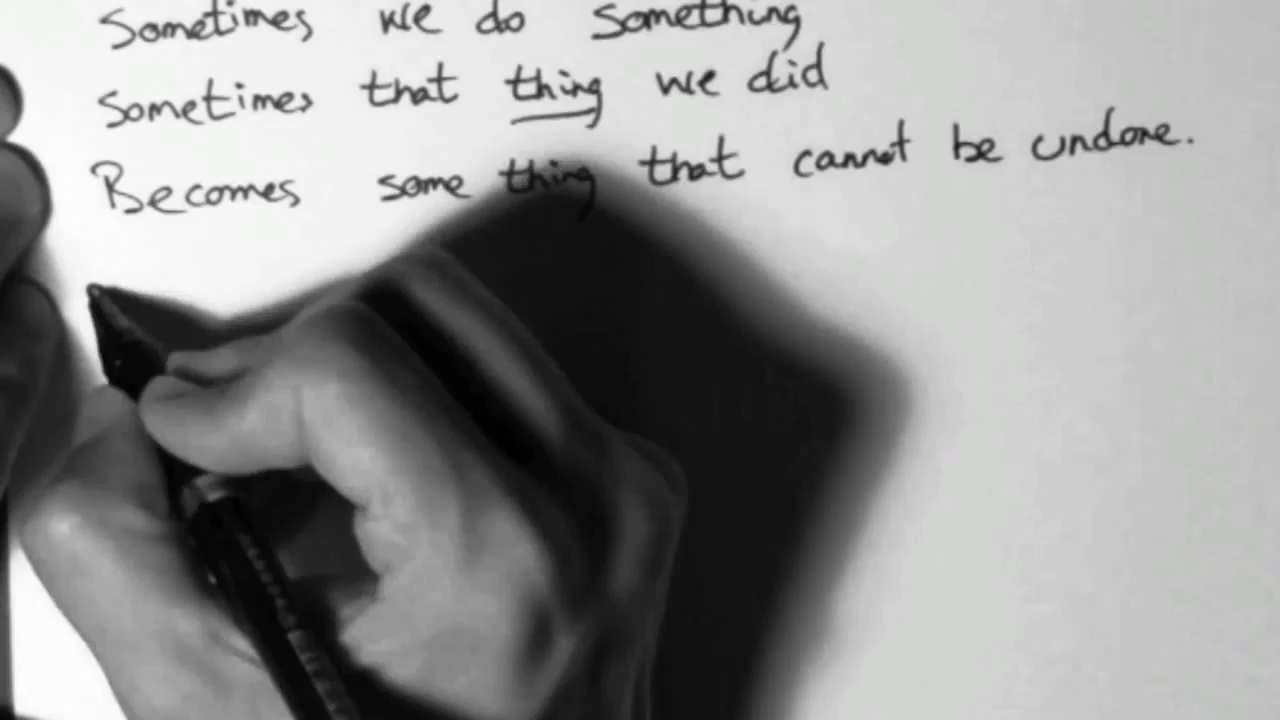 Sometimes we do something
Sometimes that thing we did
Becomes some thing that cannot be undone.